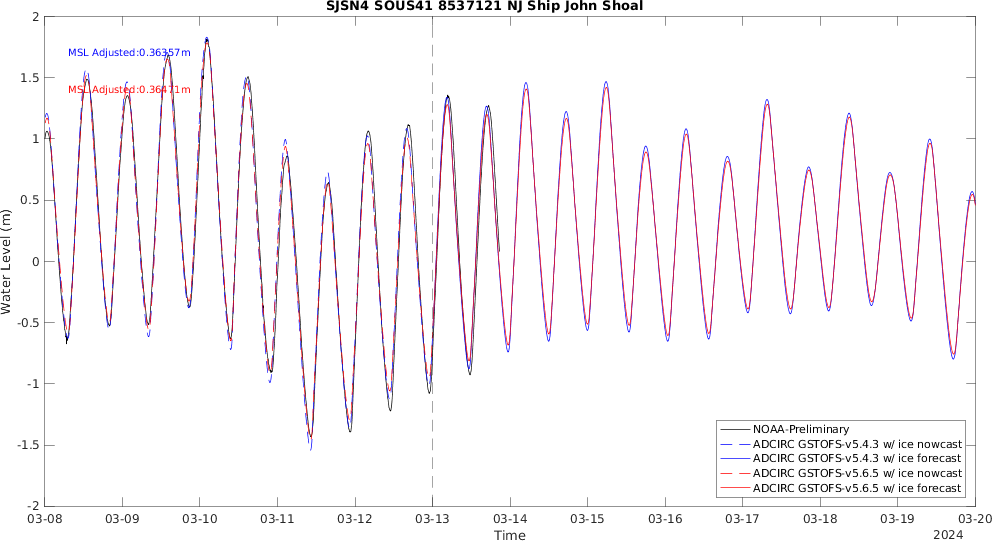 SJSN4 SOUS41 8537121 NJ Ship John Shoal
MSL Adjusted:0.36357m
MSL Adjusted:0.36471m
2
1.5
1
0.5
0
-0.5
-1
-1.5
-2
Water Level (m)
03-08 03-09 03-10 03-11 03-12 03-13 03-14 03-15 03-16 03-17 03-18 03-19 03-20
Time
2024
NOAA-Preliminary
ADCIRC GSTOFS-v5.4.3 w/ ice nowcast
ADCIRC GSTOFS-v5.4.3 w/ ice forecast
ADCIRC GSTOFS-v5.6.5 w/ ice nowcast
ADCIRC GSTOFS-v5.6.5 w/ ice forecast